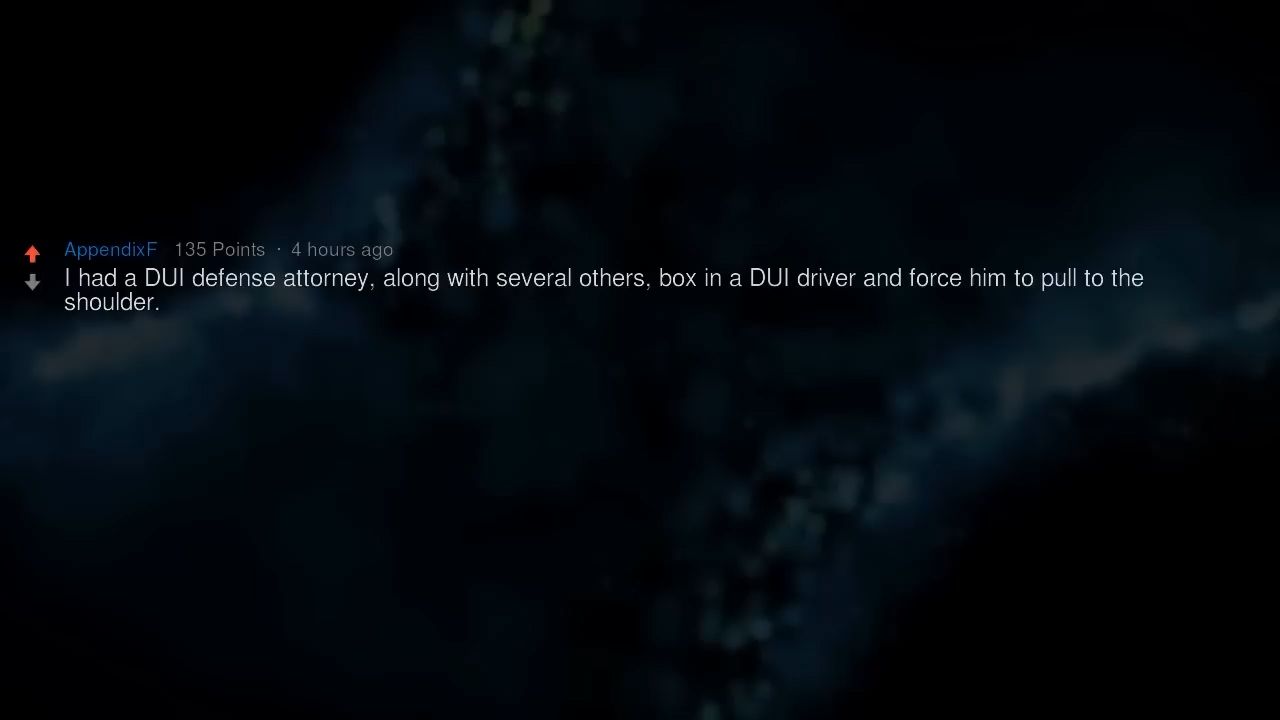 AppendixF 135 Points · 4 hours ago
I had a DUI defense attorney, along with several others, box in a DUI driver and force him to pull to the
shoulder.